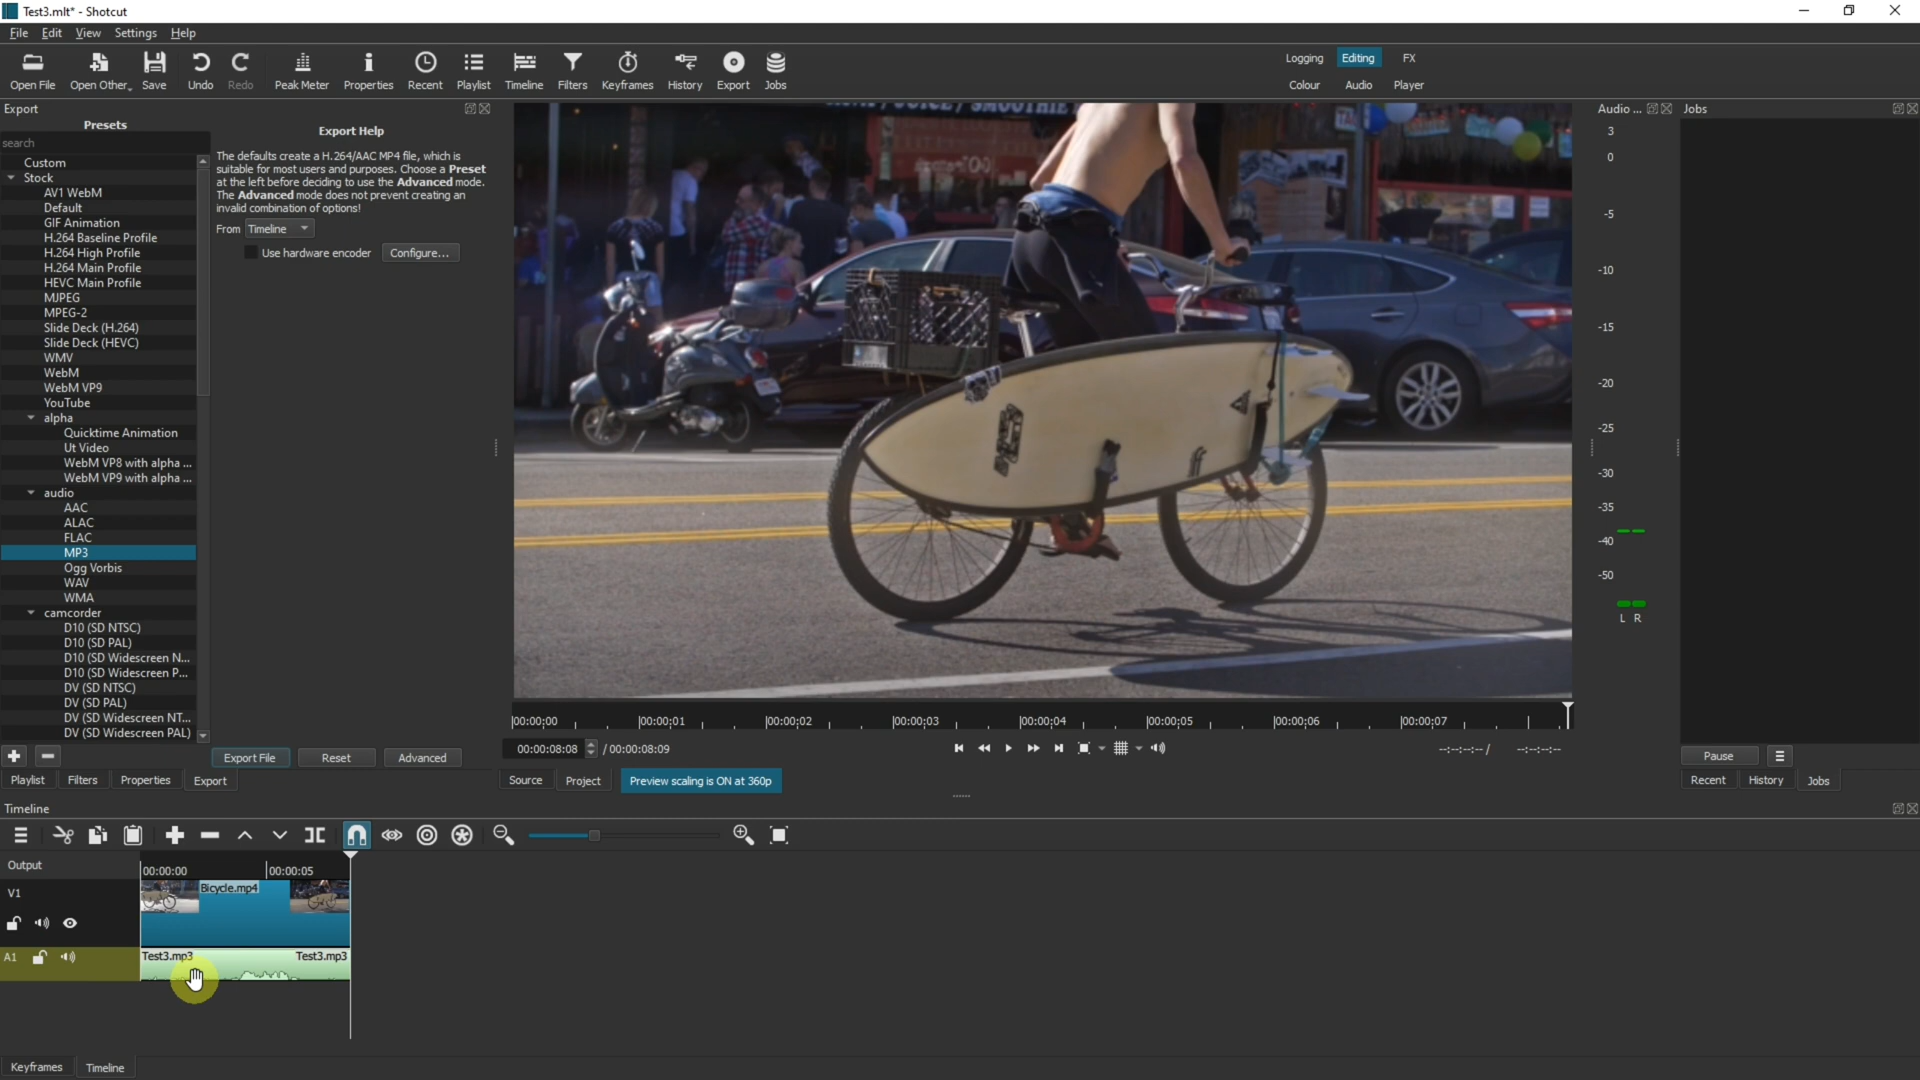 Test3.mlt* - Shotcut
File Edit View Settings Help
Open File Open Other... Save Undo Redo Peak Meter Properties Recent Playlist Timeline Filters Keyframes History Export Jobs
Logging Editing FX
Colour Audio Player
Export
Presets
search
Custom
Stock
AV1 WebM
Default
GIF Animation
H.264 Baseline Profile
H.264 High Profile
H.264 Main Profile
HEVC Main Profile
MJPEG
MPEG-2
Slide Deck (H.264)
Slide Deck (HEVC)
WMV
WebM
WebM VP9
YouTube
alpha
Quicktime Animation
Ut Video
WebM VP8 with alpha ...
WebM VP9 with alpha ...
audio
AAC
ALAC
FLAC
MP3
Ogg Vorbis
WAV
WMA
camcorder
D10 (SD NTSC)
D10 (SD PAL)
D10 (SD Widescreen N...
D10 (SD Widescreen P...
DV (SD NTSC)
DV (SD PAL)
DV (SD Widescreen NT...
DV (SD Widescreen PAL)
Export Help
The defaults create a H.264/AAC MP4 file, which is
suitable for most users and purposes. Choose a Preset
at the left before deciding to use the Advanced mode.
The Advanced mode does not prevent creating an
invalid combination of options!
From Timeline
Use hardware encoder Configure...
Export File Reset Advanced
Playlist Filters Properties Export
SMOOTHIE
00:00:00 00:00:01 00:00:02 00:00:03 00:00:04 00:00:05 00:00:06 00:00:07
00:00:08:08 / 00:00:08:09
--:--:--:-- / --:--:--:--
Source Project Preview scaling is ON at 360p
Audio ...
3
0
-5
-10
-15
-20
-25
-30
-35
-40
-50
L R
Jobs
Pause
Recent History Jobs
Timeline
Output
00:00:00 00:00:05
V1
Bicycle.mp4
A1
Test3.mp3 Test3.mp3
Keyframes Timeline